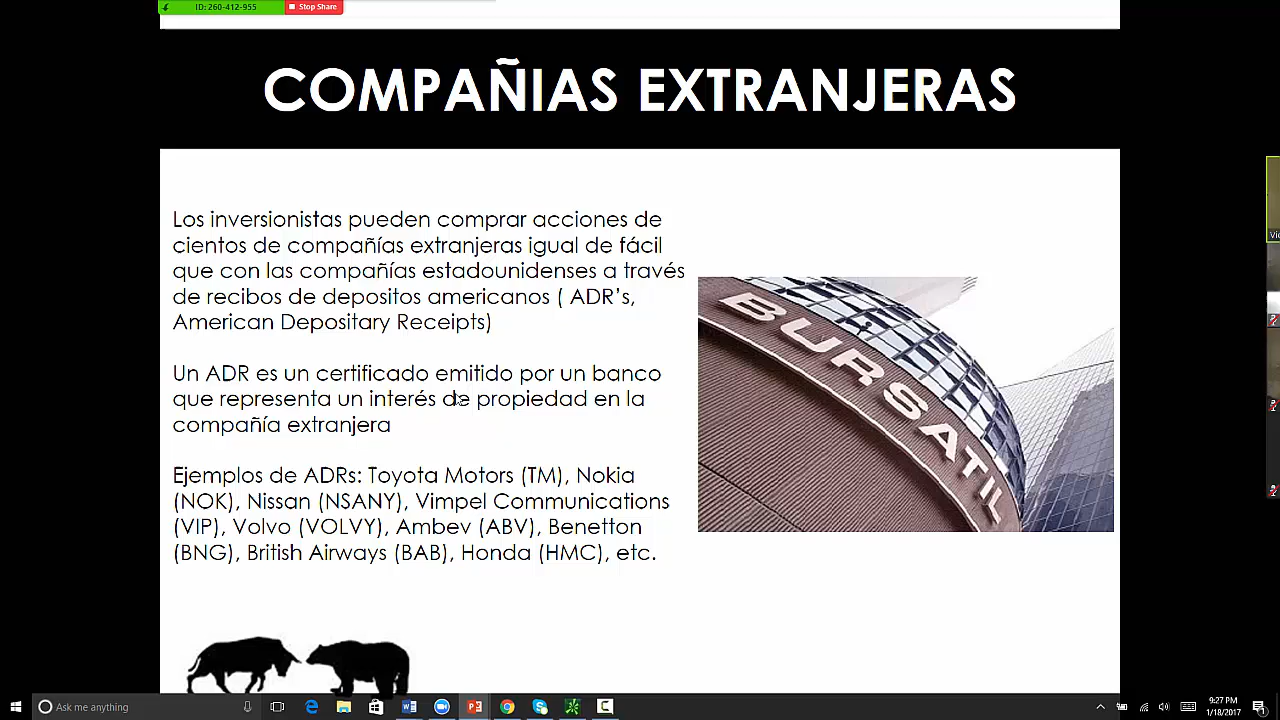 ID: 260-412-955
Stop Share
COMPAÑIAS EXTRANJERAS
Los inversionistas pueden comprar acciones de
cientos de compañías extranjeras igual de fácil
que con las compañías estadounidenses a través
de recibos de depositos americanos ( ADR's,
American Depositary Receipts)
Un ADR es un certificado emitido por un banco
que representa un interés de propiedad en la
compañía extranjera
Ejemplos de ADRs: Toyota Motors (TM), Nokia
(NOK), Nissan (NSANY), Vimpel Communications
(VIP), Volvo (VOLVY), Ambev (ABV), Benetton
(BNG), British Airways (BAB), Honda (HMC), etc.
BURSATIL
Ask me anything
9:27 PM
1/18/2017